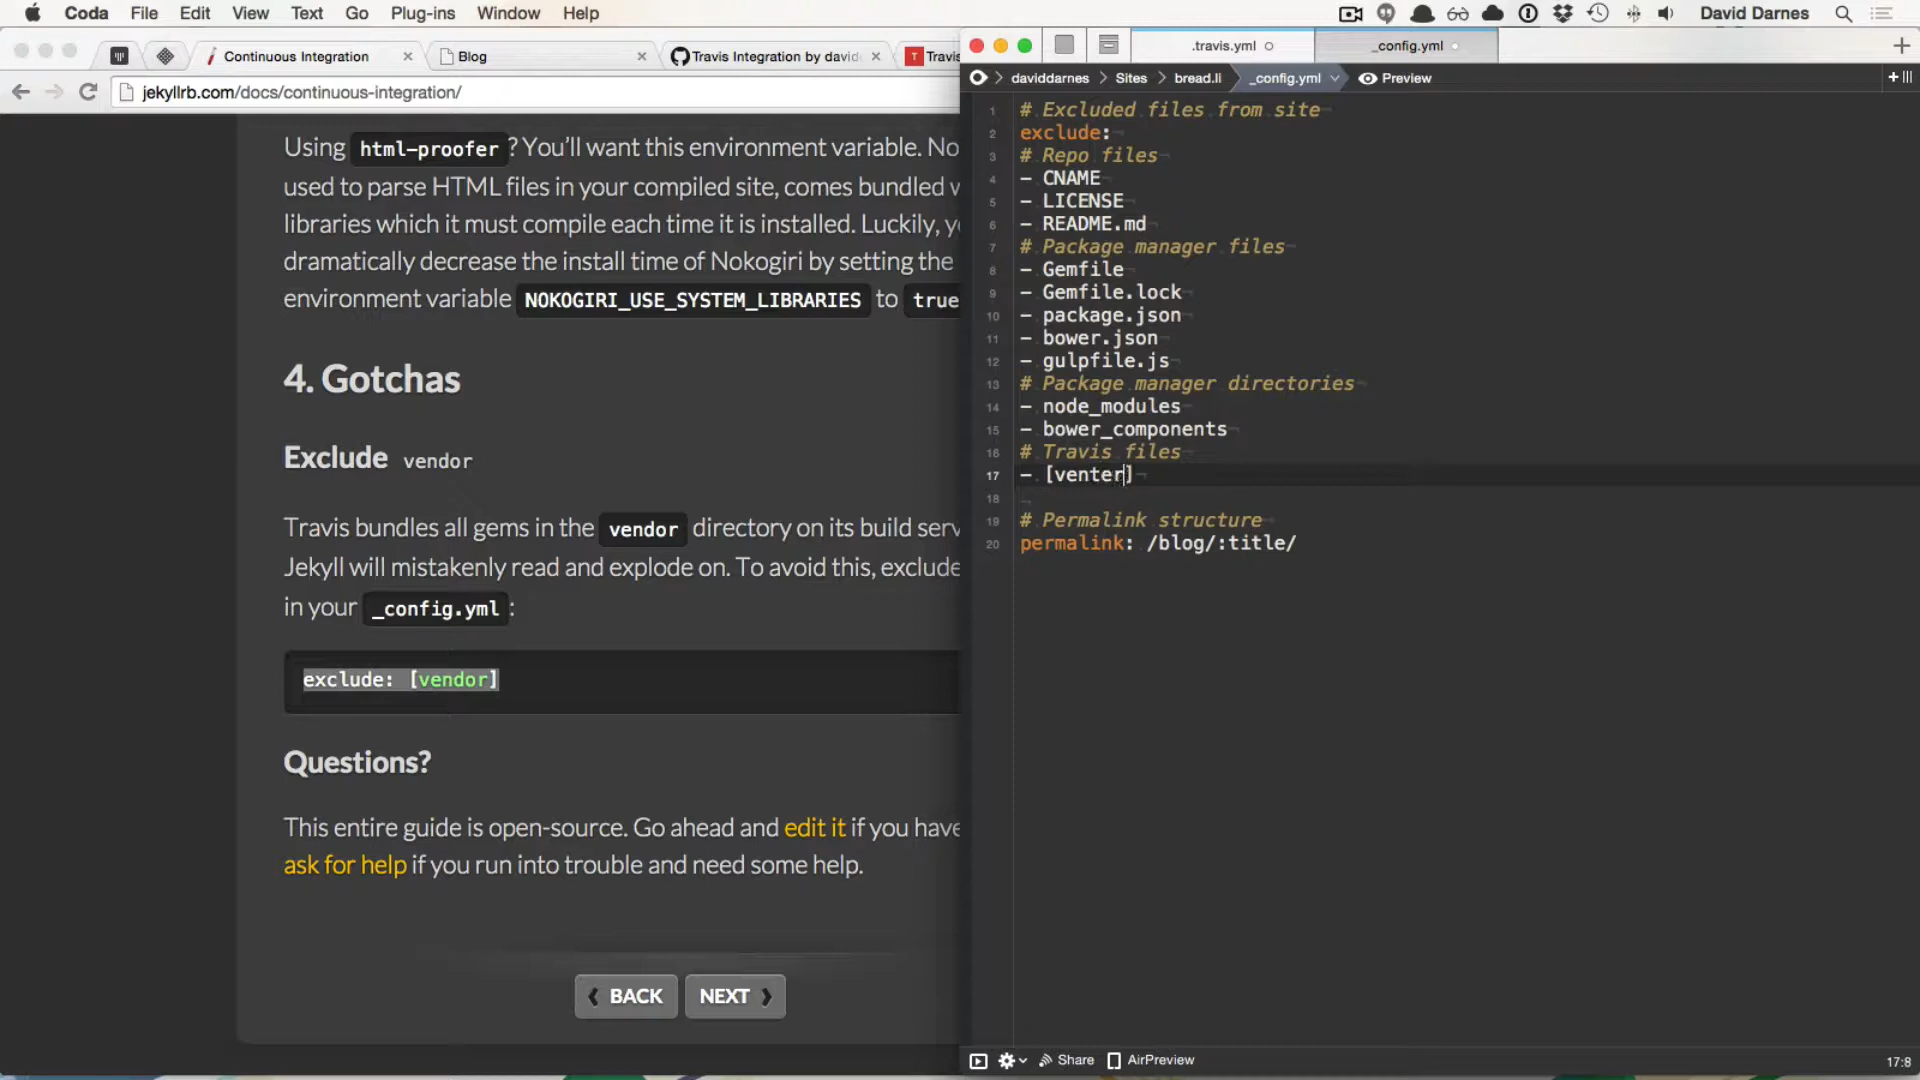 Coda File Edit View Text Go Plug-ins Window Help David Darnes
Continuous Integration Blog Travis Integration by david Travis
jekyllrb.com/docs/continuous-integration/
Using html-proofer? You'll want this environment variable. No
used to parse HTML files in your compiled site, comes bundled
libraries which it must compile each time it is installed. Luckily,
dramatically decrease the install time of Nokogiri by setting the
environment variable NOKOGIRI_USE_SYSTEM_LIBRARIES to true
4. Gotchas
Exclude vendor
Travis bundles all gems in the vendor directory on its build serv
Jekyll will mistakenly read and explode on. To avoid this, exclude
in your _config.yml:
exclude: [vendor]
Questions?
This entire guide is open-source. Go ahead and edit it if you have
ask for help if you run into trouble and need some help.
BACK NEXT
.travis.yml _config.yml
daviddarnes Sites bread.li _config.yml Preview
1 # Excluded files from site
2 exclude:
3 # Repo files
4 - CNAME
5 - LICENSE
6 - README.md
7 # Package manager files
8 - Gemfile
9 - Gemfile.lock
10 - package.json
11 - bower.json
12 - gulpfile.js
13 # Package manager directories
14 - node_modules
15 - bower_components
16 # Travis files
17 - [venter]
18
19 # Permalink structure
20 permalink: /blog/:title/
Share AirPreview 17:8